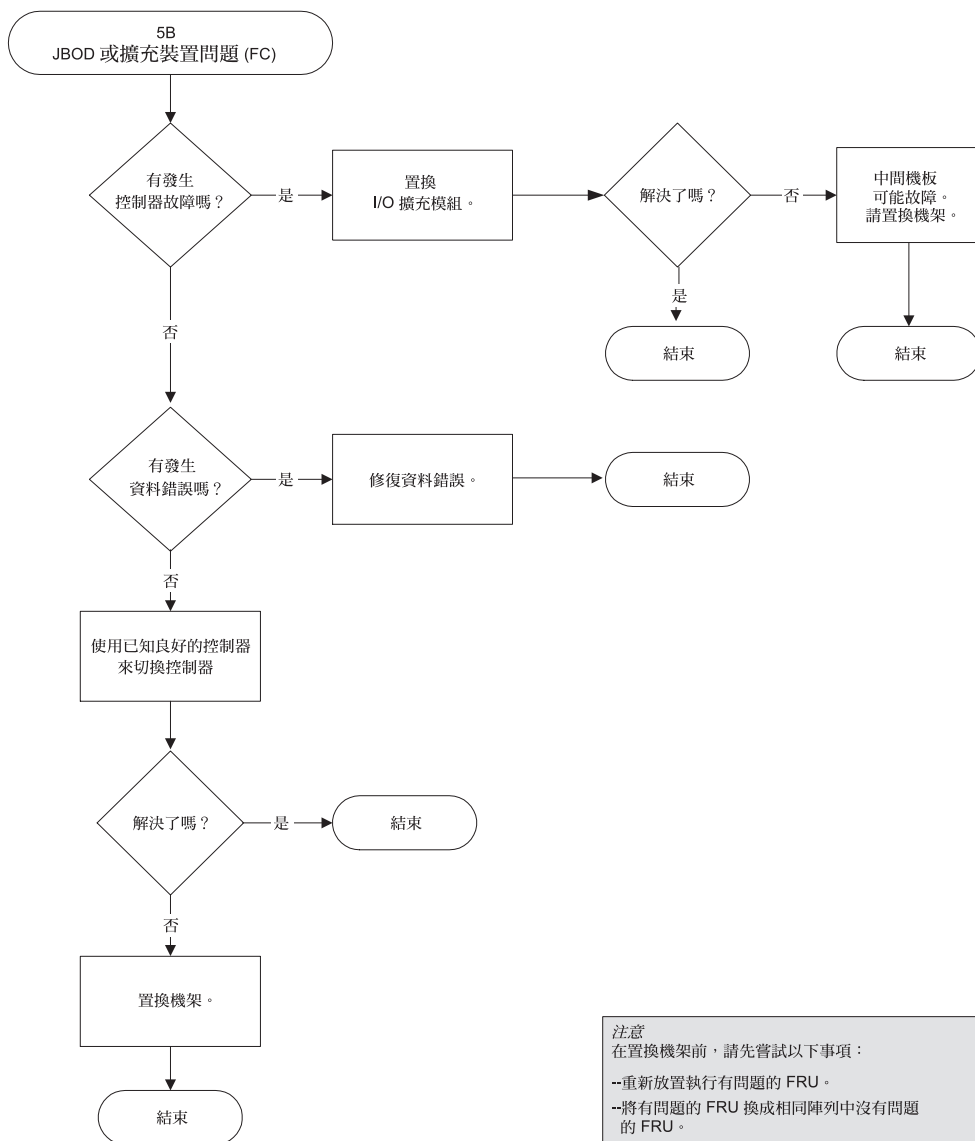 5B
JBOD 或擴充裝置問題 (FC)
有發生
控制器故障嗎？
是
置換
I/O 擴充模組。
解決了嗎？
否
中間機板
可能故障。
請置換機架。
是
結束
結束
否
有發生
資料錯誤嗎？
是
修復資料錯誤。
結束
否
使用已知良好的控制器
來切換控制器
解決了嗎？
是
結束
否
置換機架。
結束
注意
在置換機架前，請先嘗試以下事項：
--重新放置執行有問題的 FRU。
--將有問題的 FRU 換成相同陣列中沒有問題
的 FRU。